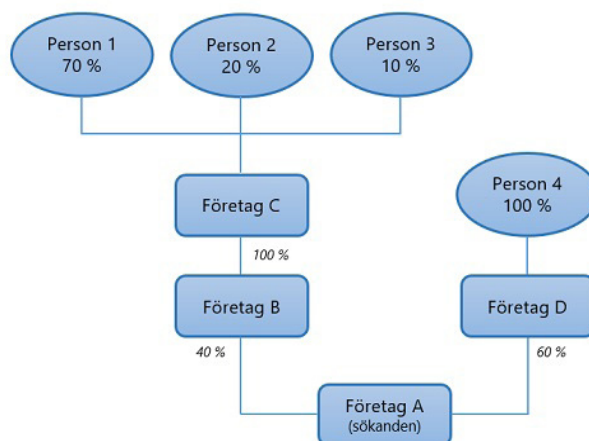 Person 1
70 %
Person 2
20 %
Person 3
10 %
Företag C
Person 4
100 %
100 %
Företag B
Företag D
40 %
60 %
Företag A
(sökanden)